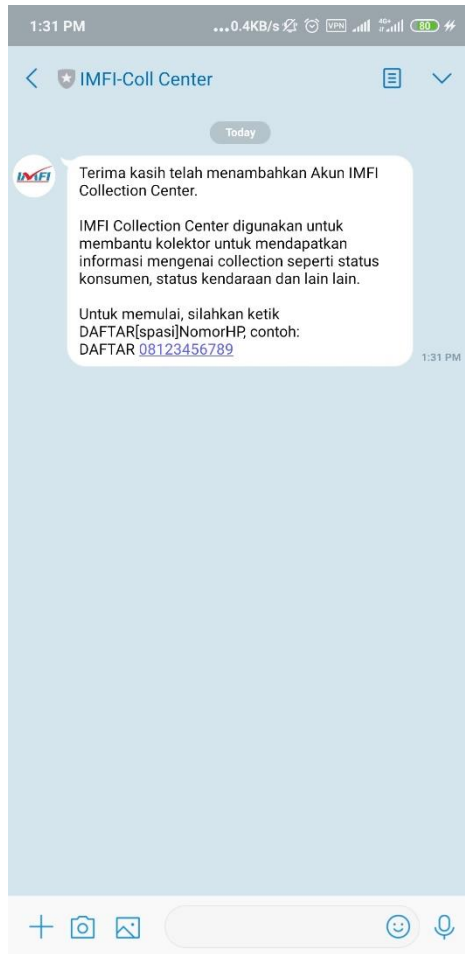 1:31 PM
...0.4KB/s VPN 4G+ 80
IMFI-Coll Center
Today
IMFI
Terima kasih telah menambahkan Akun IMFI
Collection Center.
IMFI Collection Center digunakan untuk
membantu kolektor untuk mendapatkan
informasi mengenai collection seperti status
konsumen, status kendaraan dan lain lain.
Untuk memulai, silahkan ketik
DAFTAR[spasi]NomorHP, contoh:
DAFTAR 08123456789
1:31 PM